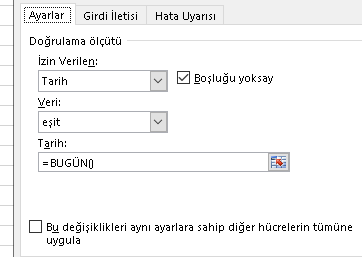 Ayarlar Girdi İletisi Hata Uyarısı
Doğrulama ölçütü
İzin Verilen:
Tarih Boşluğu yoksay
Veri:
eşit
Tarih:
=BUGÜN()
Bu değişiklikleri aynı ayarlara sahip diğer hücrelerin tümüne
uygula